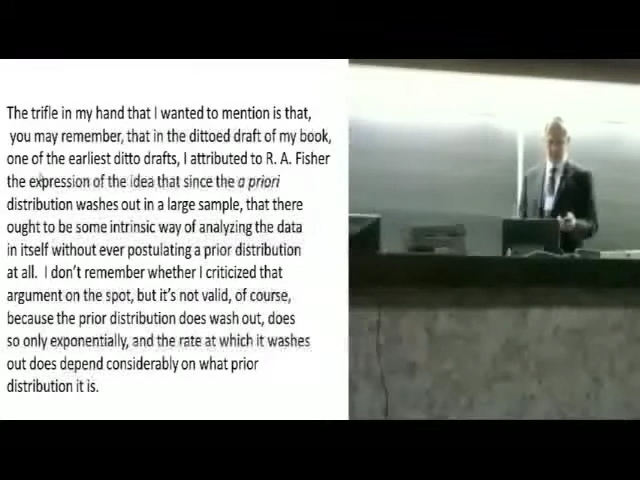 The trifle in my hand that I wanted to mention is that,
you may remember, that in the dittoed draft of my book,
one of the earliest ditto drafts, I attributed to R. A. Fisher
the expression of the idea that since the a priori
distribution washes out in a large sample, that there
ought to be some intrinsic way of analyzing the data
in itself without ever postulating a prior distribution
at all. I don't remember whether I criticized that
argument on the spot, but it's not valid, of course,
because the prior distribution does wash out, does
so only exponentially, and the rate at which it washes
out does depend considerably on what prior
distribution it is.